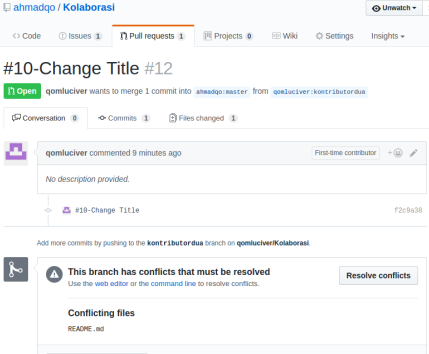 ahmadqo / Kolaborasi
Unwatch
Code Issues 1 Pull requests 1 Projects 0 Wiki Settings Insights
#10-Change Title #12
Open qomluciver wants to merge 1 commit into ahmadqo:master from qomluciver:kontributordua
Conversation 0 Commits 1 Files changed 1
qomluciver commented 9 minutes ago First-time contributor
No description provided.
#10-Change Title f2c9a38
Add more commits by pushing to the kontributordua branch on qomluciver/Kolaborasi.
This branch has conflicts that must be resolved
Use the web editor or the command line to resolve conflicts.
Resolve conflicts
Conflicting files
README.md